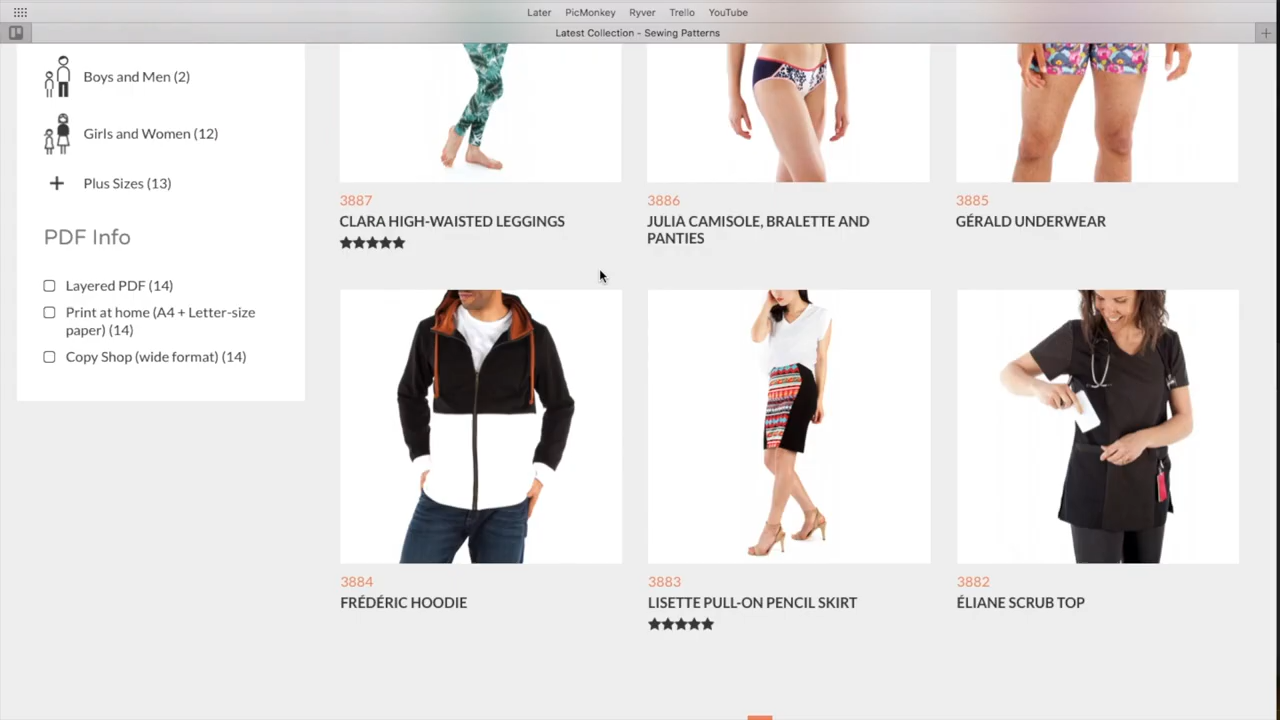 Later PicMonkey Ryver Trello YouTube
Latest Collection - Sewing Patterns
Boys and Men (2)
Girls and Women (12)
Plus Sizes (13)
PDF Info
Layered PDF (14)
Print at home (A4 + Letter-size
paper) (14)
Copy Shop (wide format) (14)
3887
CLARA HIGH-WAISTED LEGGINGS
3886
JULIA CAMISOLE, BRALETTE AND
PANTIES
3885
GÉRALD UNDERWEAR
3884
FRÉDÉRIC HOODIE
3883
LISETTE PULL-ON PENCIL SKIRT
3882
ÉLIANE SCRUB TOP